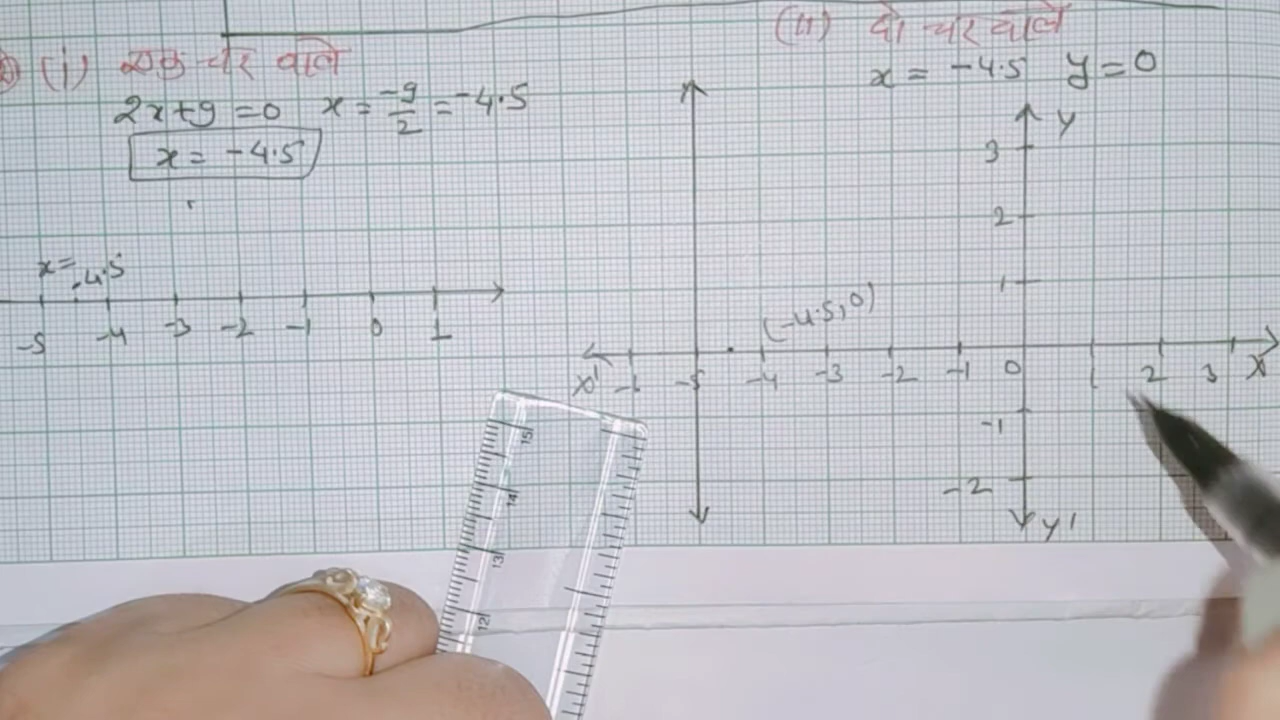 (i) एक चर वाले
2x+9=0 x = -9/2 = -4.5
x = -4.5
x=
-4.5
-5 -4 -3 -2 -1 0 1
(ii) दो चर वाले
x = -4.5 y=0
Y
3
2
1
(-4.5,0)
X' -5 -4 -3 -2 -1 0 1 2 3 X
-1
-2
Y'
15
14
13
12